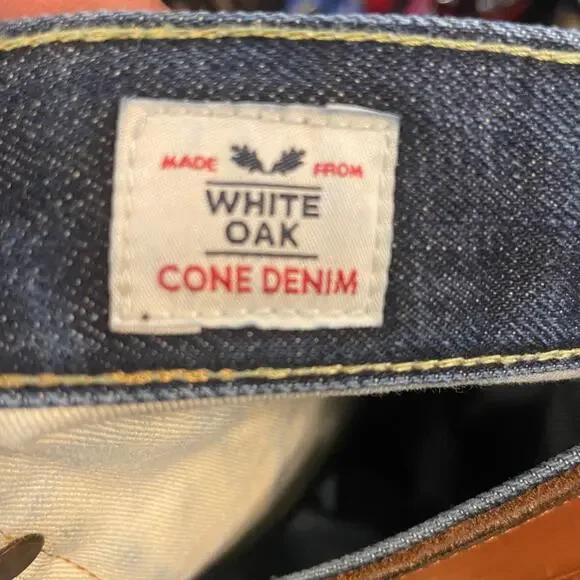 MADE FROM
WHITE
OAK
CONE DENIM